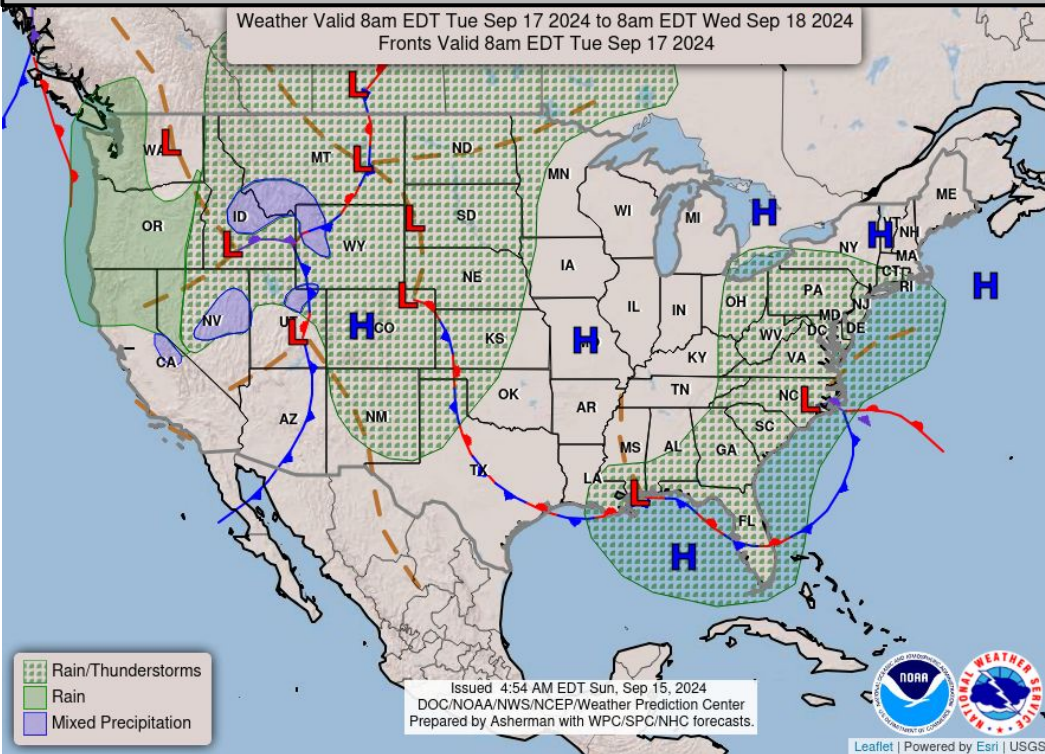 Weather Valid 8am EDT Tue Sep 17 2024 to 8am EDT Wed Sep 18 2024
Fronts Valid 8am EDT Tue Sep 17 2024
L
L
WA
MT
ND
MN
L
ID
OR
L
WY
SD
L
WI
MI
H
ME
VT
NH
H
NY
MA
CT
RI
H
NE
IA
NV
UT
L
H
CO
L
KS
H
IL
IN
OH
PA
NJ
MD
DE
DC
WV
VA
KY
CA
AZ
NM
OK
AR
TN
NC
L
SC
MS
AL
GA
TX
LA
L
FL
H
Rain/Thunderstorms
Rain
Mixed Precipitation
Issued 4:54 AM EDT Sun, Sep 15, 2024
DOC/NOAA/NWS/NCEP/Weather Prediction Center
Prepared by Asherman with WPC/SPC/NHC forecasts.
NOAA
NATIONAL WEATHER SERVICE
Leaflet | Powered by Esri | USGS